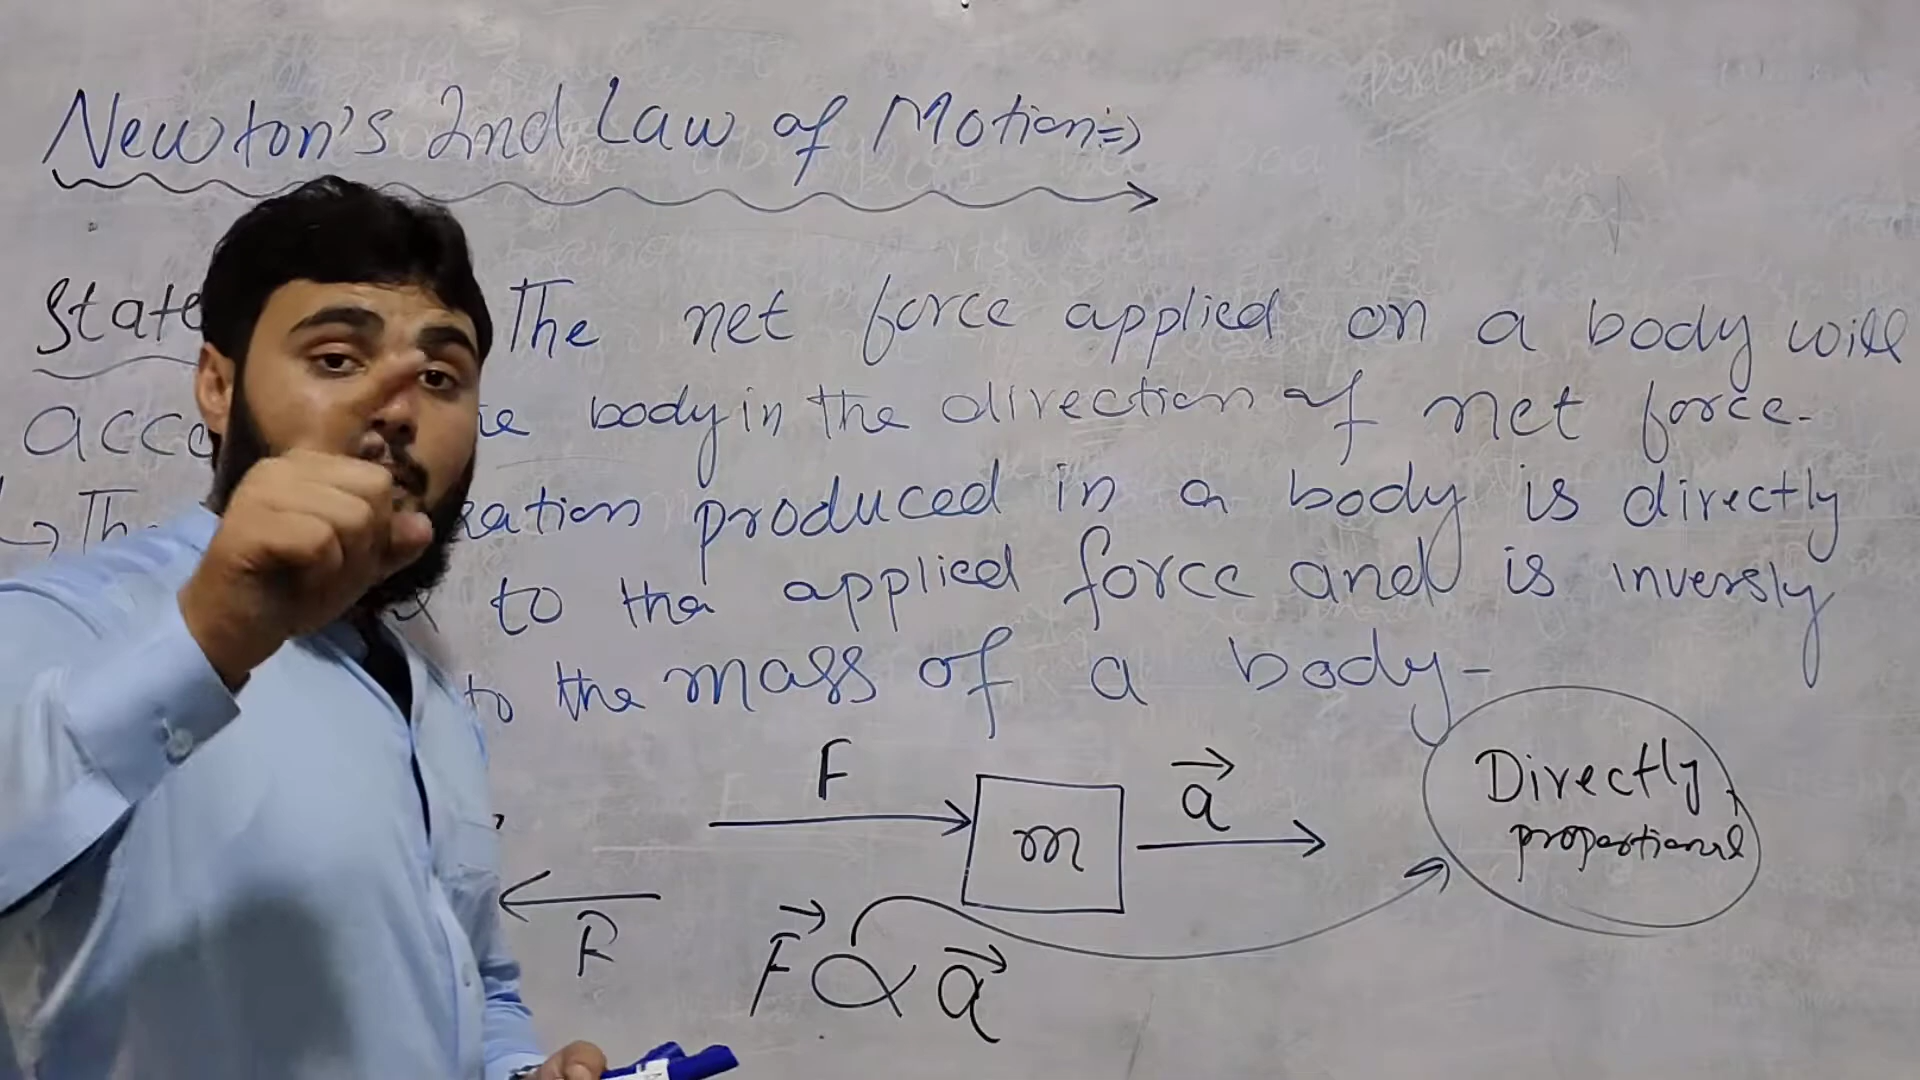 Newton's 2nd Law of Motion:⇒
State The net force applied on a body will
acce body in the direction of net force.
→ Th ration produced in a body is directly
to tha applied force and is inversly
to the mass of a body-
F
m
a
Directly
proportional
F
F ∝ a